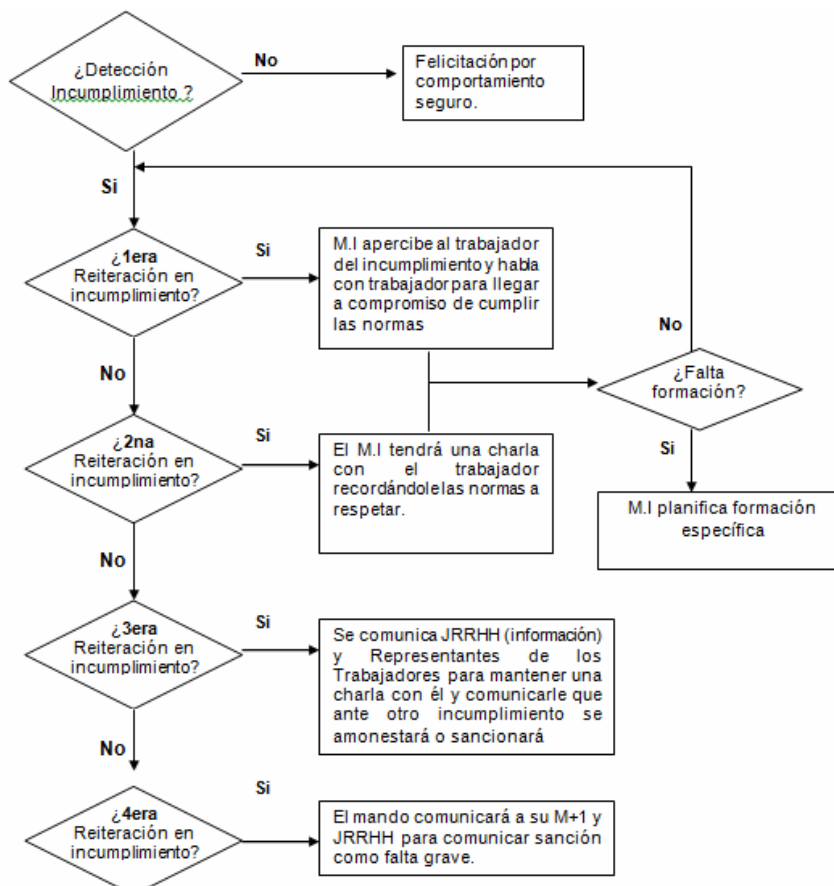 ¿Detección
Incumplimiento ?
No
Felicitación por
comportamiento
seguro.
Si
¿1era
Reiteración en
incumplimiento?
Si
M.I apercibe al trabajador
del incumplimiento y habla
con trabajador para llegar
a compromiso de cumplir
las normas
No
¿Falta
formación?
No
¿2na
Reiteración en
incumplimiento?
Si
El M.I tendrá una charla
con el trabajador
recordándole las normas a
respetar.
Si
M.I planifica formación
específica
No
¿3era
Reiteración en
incumplimiento?
Si
Se comunica JRRHH (información)
y Representantes de los
Trabajadores para mantener una
charla con él y comunicarle que
ante otro incumplimiento se
amonestará o sancionará
No
¿4era
Reiteración en
incumplimiento?
Si
El mando comunicará a su M+1 y
JRRHH para comunicar sanción
como falta grave.